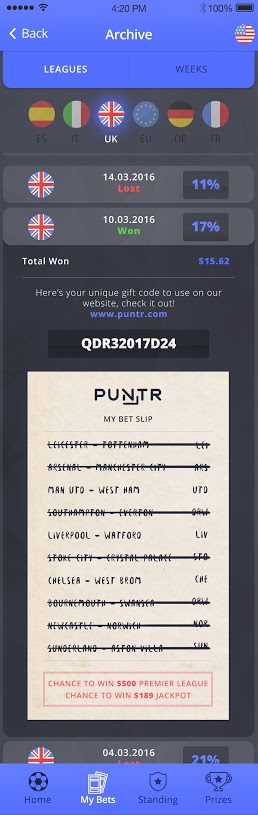 4:20 PM
100%
Back
Archive
LEAGUES
WEEKS
ES
IT
UK
EU
DE
FR
14.03.2016
Lost
11%
10.03.2016
Won
17%
Total Won
$15.62
Here's your unique gift code to use on our
website, check it out!
www.puntr.com
QDR32017D24
PUNTR
MY BET SLIP
LEICESTER - TOTTENHAM LEI
ARSENAL - MANCHESTER CITY ARS
MAN UTD - WEST HAM UTD
SOUTHAMPTON - EVERTON DRW
LIVERPOOL - WATFORD LIV
STOKE CITY - CRYSTAL PALACE STO
CHELSEA - WEST BROM CHE
BOURNEMOUTH - SWANSEA DRW
NEWCASTLE - NORWICH NOR
SUNDERLAND - ASTON VILLA SUN
CHANCE TO WIN $500 PREMIER LEAGUE
CHANCE TO WIN $189 JACKPOT
04.03.2016
21%
Home
My Bets
Standing
Prizes